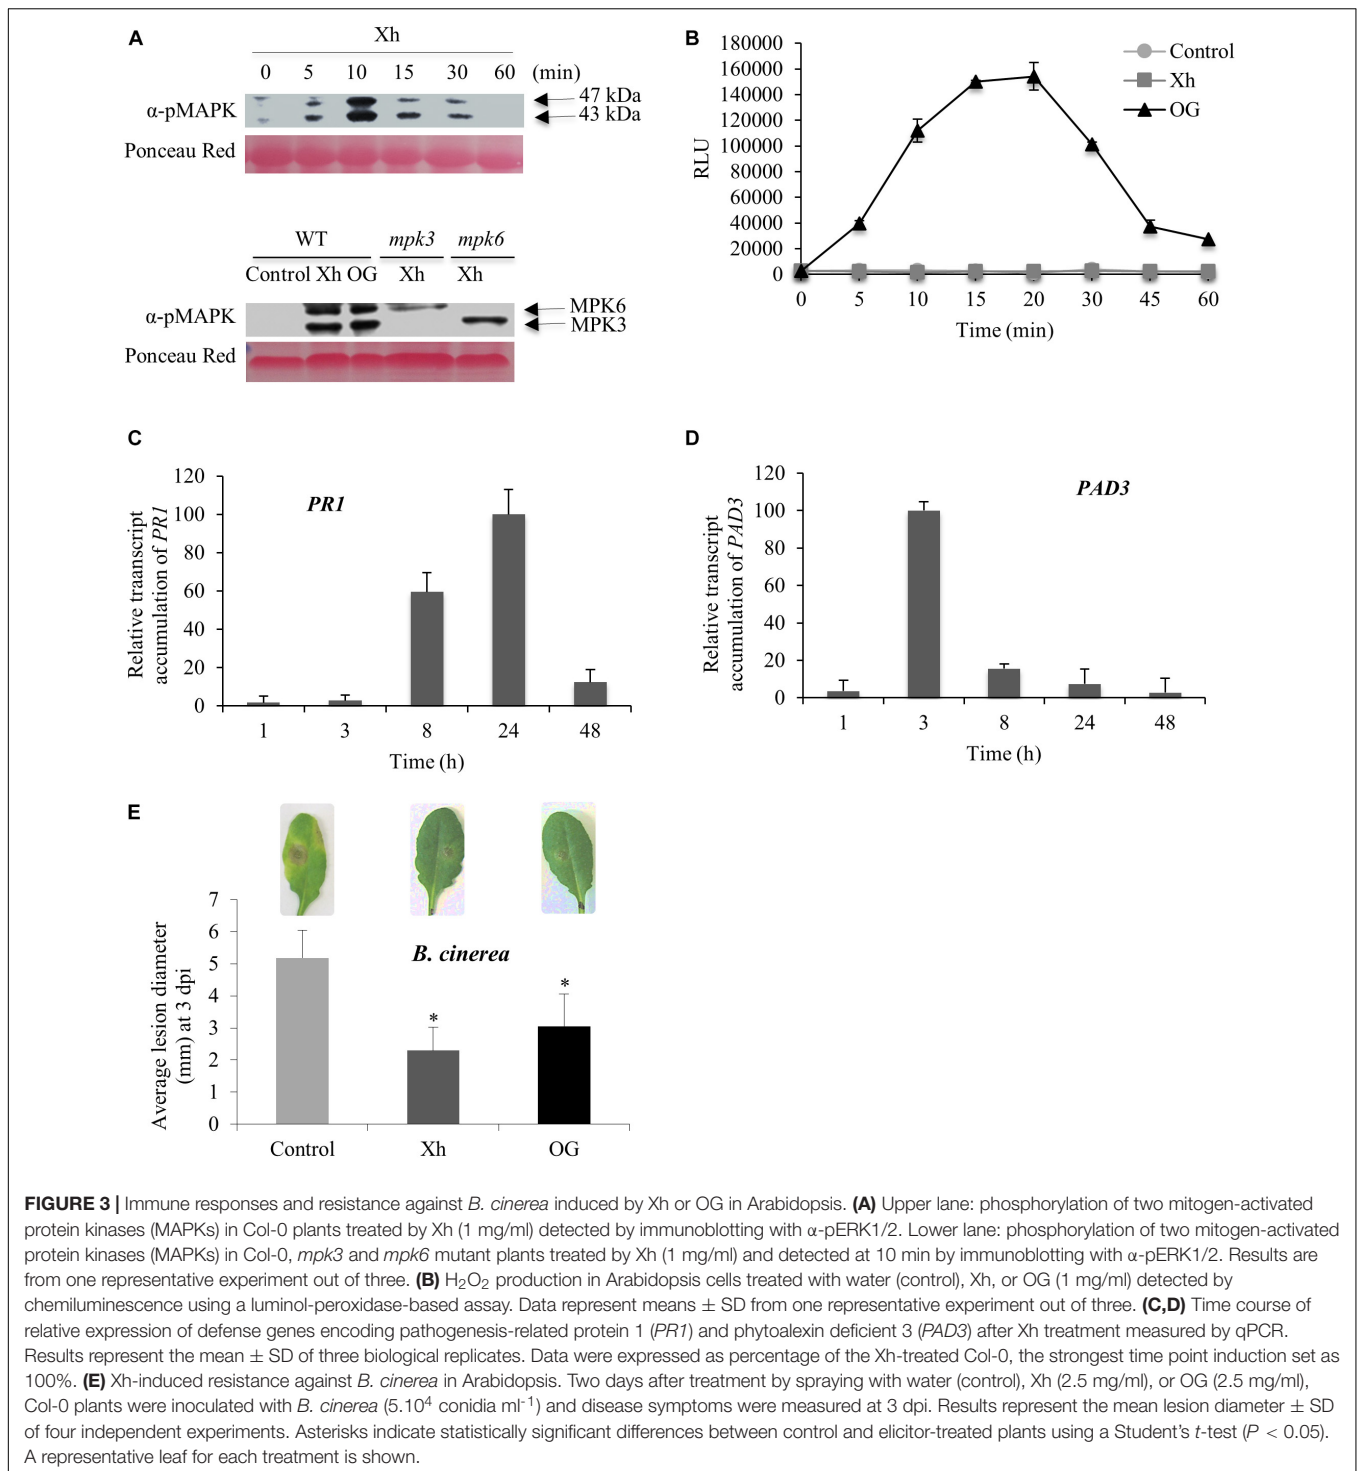 A
Xh
0 5 10 15 30 60 (min)
α-pMAPK
47 kDa
43 kDa
Ponceau Red
WT mpk3 mpk6
Control Xh OG Xh Xh
α-pMAPK
MPK6
MPK3
Ponceau Red
B
180000
160000
140000
120000
100000
80000
60000
40000
20000
0
RLU
0 5 10 15 20 30 45 60
Time (min)
Control
Xh
OG
C
Relative traanscript
accumulation of PR1
120
100
80
60
40
20
0
PR1
1 3 8 24 48
Time (h)
D
Relative transcript
accumulation of PAD3
120
100
80
60
40
20
0
PAD3
1 3 8 24 48
Time (h)
E
Average lesion diameter
(mm) at 3 dpi
7
6
5
4
3
2
1
0
B. cinerea
*
*
Control Xh OG
FIGURE 3 | Immune responses and resistance against B. cinerea induced by Xh or OG in Arabidopsis. (A) Upper lane: phosphorylation of two mitogen-activated
protein kinases (MAPKs) in Col-0 plants treated by Xh (1 mg/ml) detected by immunoblotting with α-pERK1/2. Lower lane: phosphorylation of two mitogen-activated
protein kinases (MAPKs) in Col-0, mpk3 and mpk6 mutant plants treated by Xh (1 mg/ml) and detected at 10 min by immunoblotting with α-pERK1/2. Results are
from one representative experiment out of three. (B) H₂O₂ production in Arabidopsis cells treated with water (control), Xh, or OG (1 mg/ml) detected by
chemiluminescence using a luminol-peroxidase-based assay. Data represent means ± SD from one representative experiment out of three. (C,D) Time course of
relative expression of defense genes encoding pathogenesis-related protein 1 (PR1) and phytoalexin deficient 3 (PAD3) after Xh treatment measured by qPCR.
Results represent the mean ± SD of three biological replicates. Data were expressed as percentage of the Xh-treated Col-0, the strongest time point induction set as
100%. (E) Xh-induced resistance against B. cinerea in Arabidopsis. Two days after treatment by spraying with water (control), Xh (2.5 mg/ml), or OG (2.5 mg/ml),
Col-0 plants were inoculated with B. cinerea (5.10⁴ conidia ml⁻¹) and disease symptoms were measured at 3 dpi. Results represent the mean lesion diameter ± SD
of four independent experiments. Asterisks indicate statistically significant differences between control and elicitor-treated plants using a Student's t-test (P < 0.05).
A representative leaf for each treatment is shown.